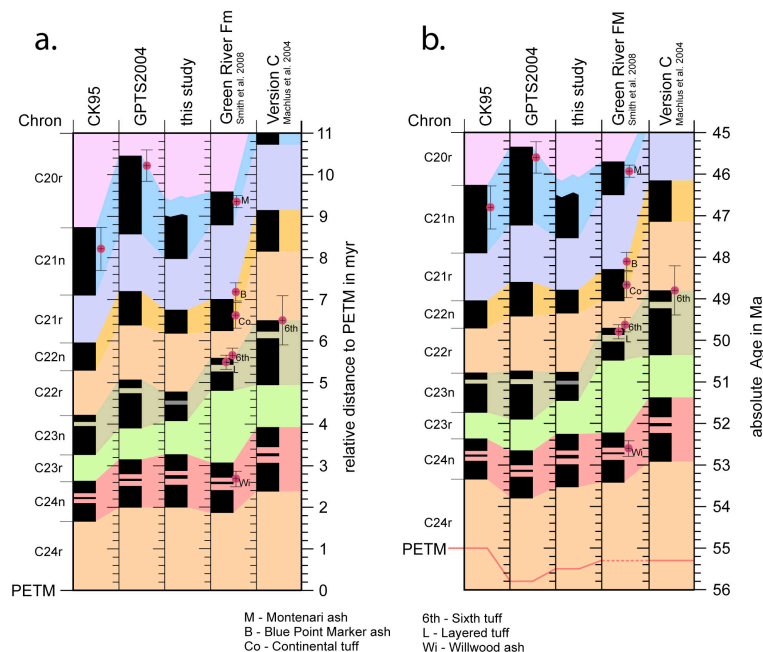 a.
Chron
CK95
GPTS2004
this study
Green River Fm
Smith et al. 2008
Version C
Machlus et al. 2004
C20r
C21n
C21r
C22n
C22r
C23n
C23r
C24n
C24r
PETM
M
B
Co
6th
L
Wi
6th
11
10
9
8
7
6
5
4
3
2
1
0
relative distance to PETM in myr
b.
Chron
CK95
GPTS2004
this study
Green River FM
Smith et al. 2008
Version C
Machlus et al. 2004
C20r
C21n
C21r
C22n
C22r
C23n
C23r
C24n
C24r
PETM
M
B
Co
6th
L
Wi
6th
45
46
47
48
49
50
51
52
53
54
55
56
absolute Age in Ma
M - Montenari ash
B - Blue Point Marker ash
Co - Continental tuff
6th - Sixth tuff
L - Layered tuff
Wi - Willwood ash